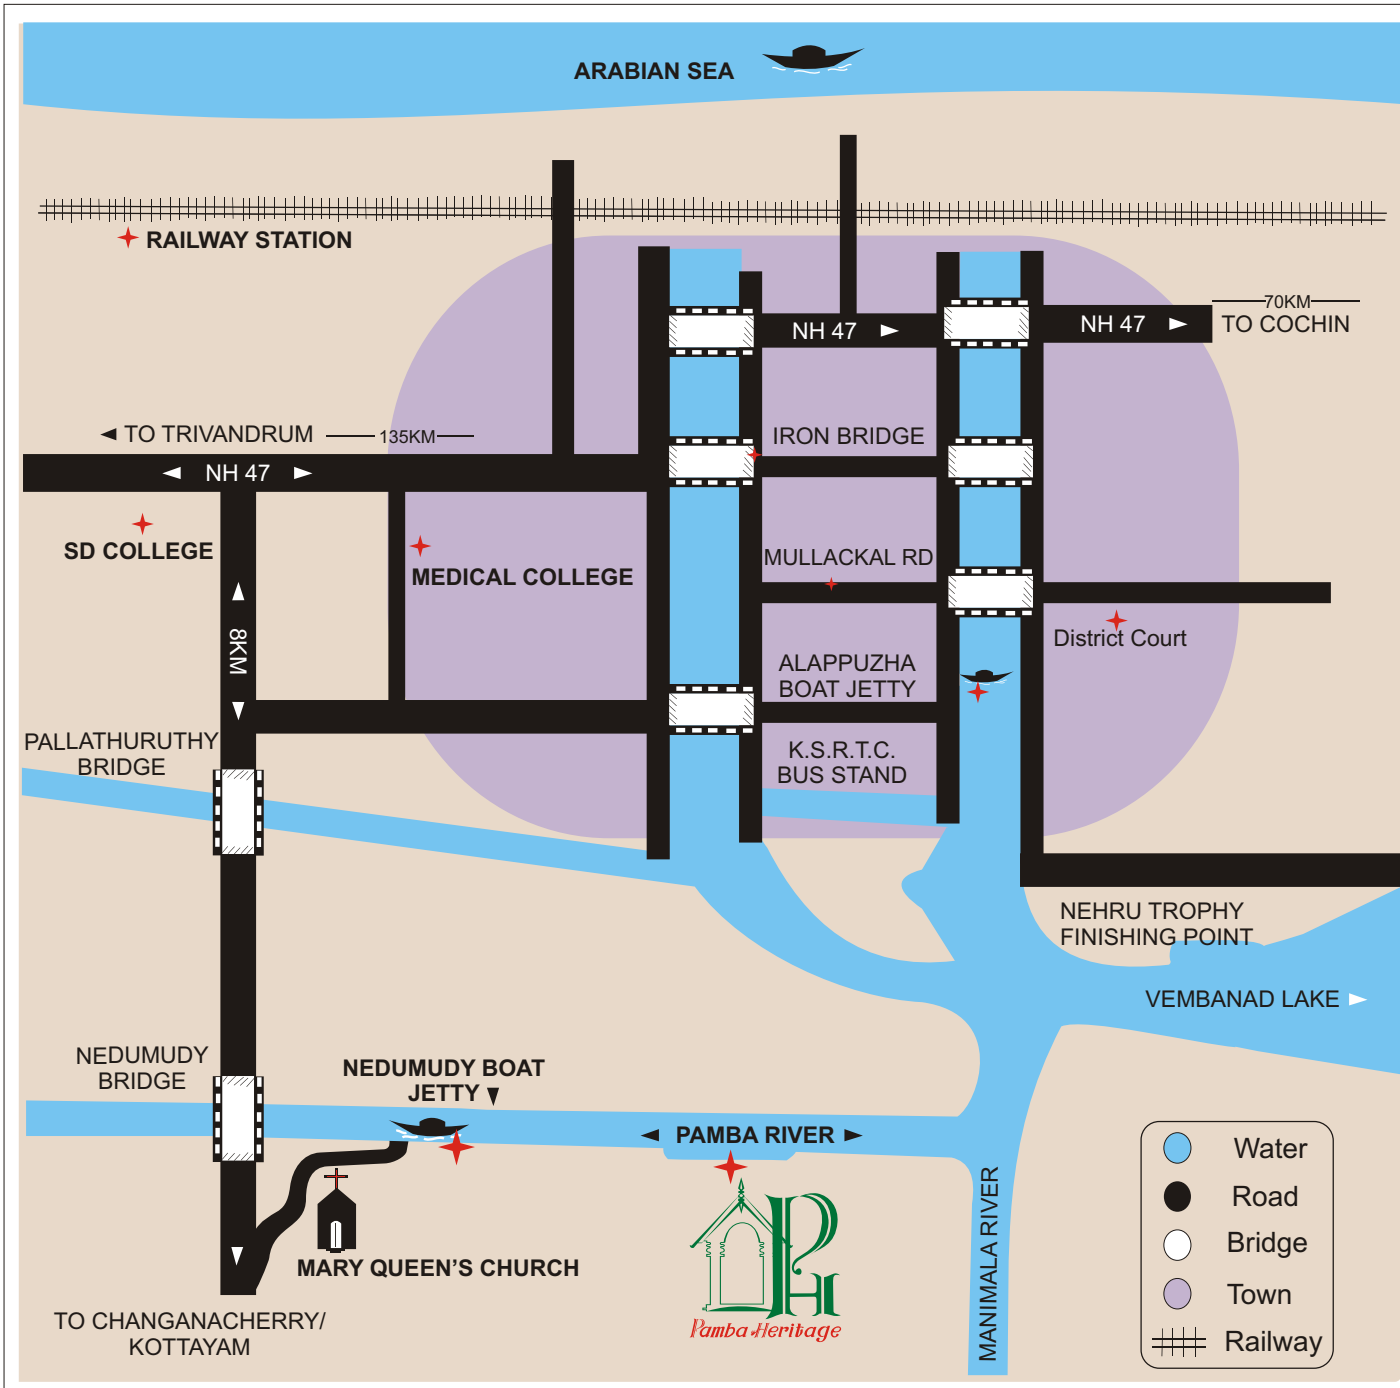 ARABIAN SEA
RAILWAY STATION
70KM
TO COCHIN
NH 47
NH 47
TO TRIVANDRUM
135KM
IRON BRIDGE
NH 47
SD COLLEGE
MEDICAL COLLEGE
MULLACKAL RD
8KM
District Court
ALAPPUZHA
BOAT JETTY
PALLATHURUTHY
BRIDGE
K.S.R.T.C.
BUS STAND
NEHRU TROPHY
FINISHING POINT
VEMBANAD LAKE
NEDUMUDY
BRIDGE
NEDUMUDY BOAT
JETTY
PAMBA RIVER
MANIMALA RIVER
MARY QUEEN'S CHURCH
PH
Pamba Heritage
TO CHANGANACHERRY/
KOTTAYAM
Water
Road
Bridge
Town
Railway